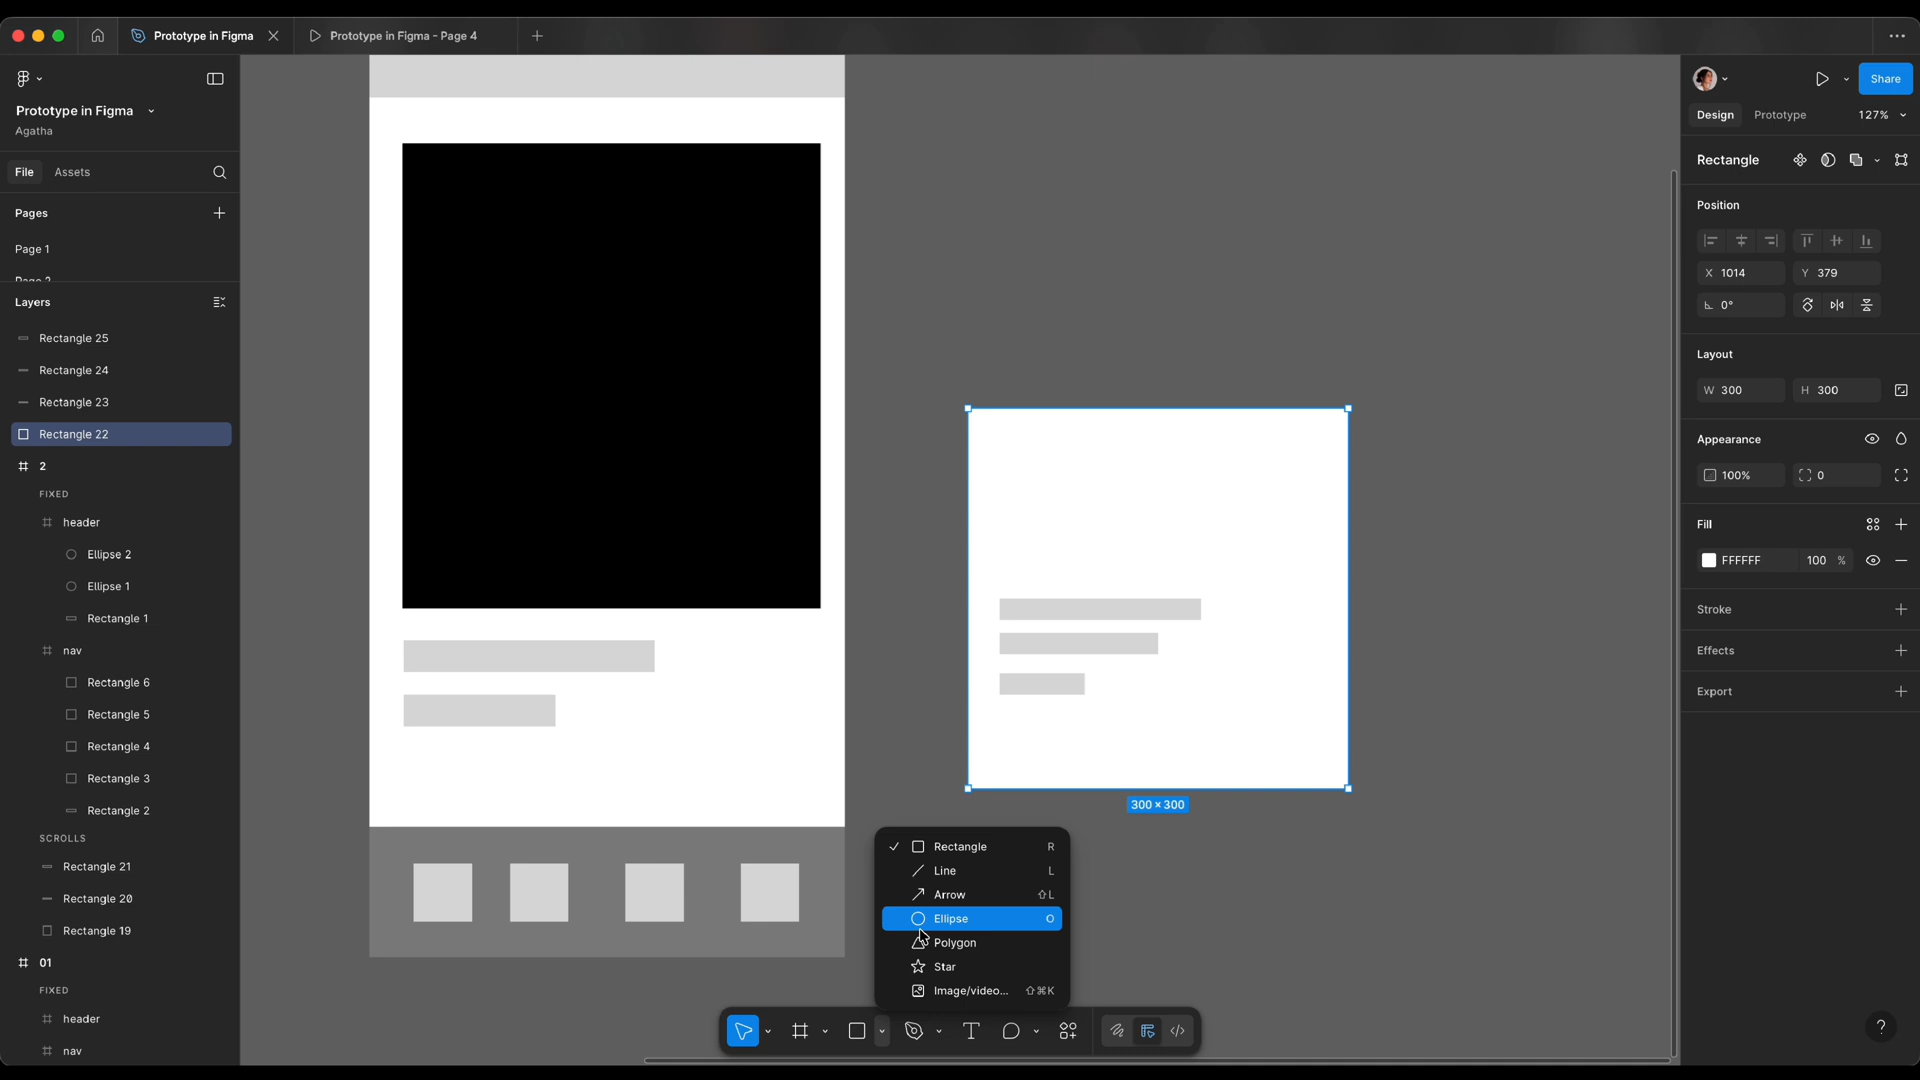 Prototype in Figma
Prototype in Figma - Page 4
Prototype in Figma
Agatha
File
Assets
Pages
Page 1
Page 2
Layers
Rectangle 25
Rectangle 24
Rectangle 23
Rectangle 22
2
FIXED
header
Ellipse 2
Ellipse 1
Rectangle 1
nav
Rectangle 6
Rectangle 5
Rectangle 4
Rectangle 3
Rectangle 2
SCROLLS
Rectangle 21
Rectangle 20
Rectangle 19
01
FIXED
header
nav
300 × 300
Rectangle R
Line L
Arrow ⇧L
Ellipse O
Polygon
Star
Image/video... ⇧⌘K
Share
Design
Prototype
127%
Rectangle
Position
X 1014
Y 379
0°
Layout
W 300
H 300
Appearance
100%
0
Fill
FFFFFF
100 %
Stroke
Effects
Export
?